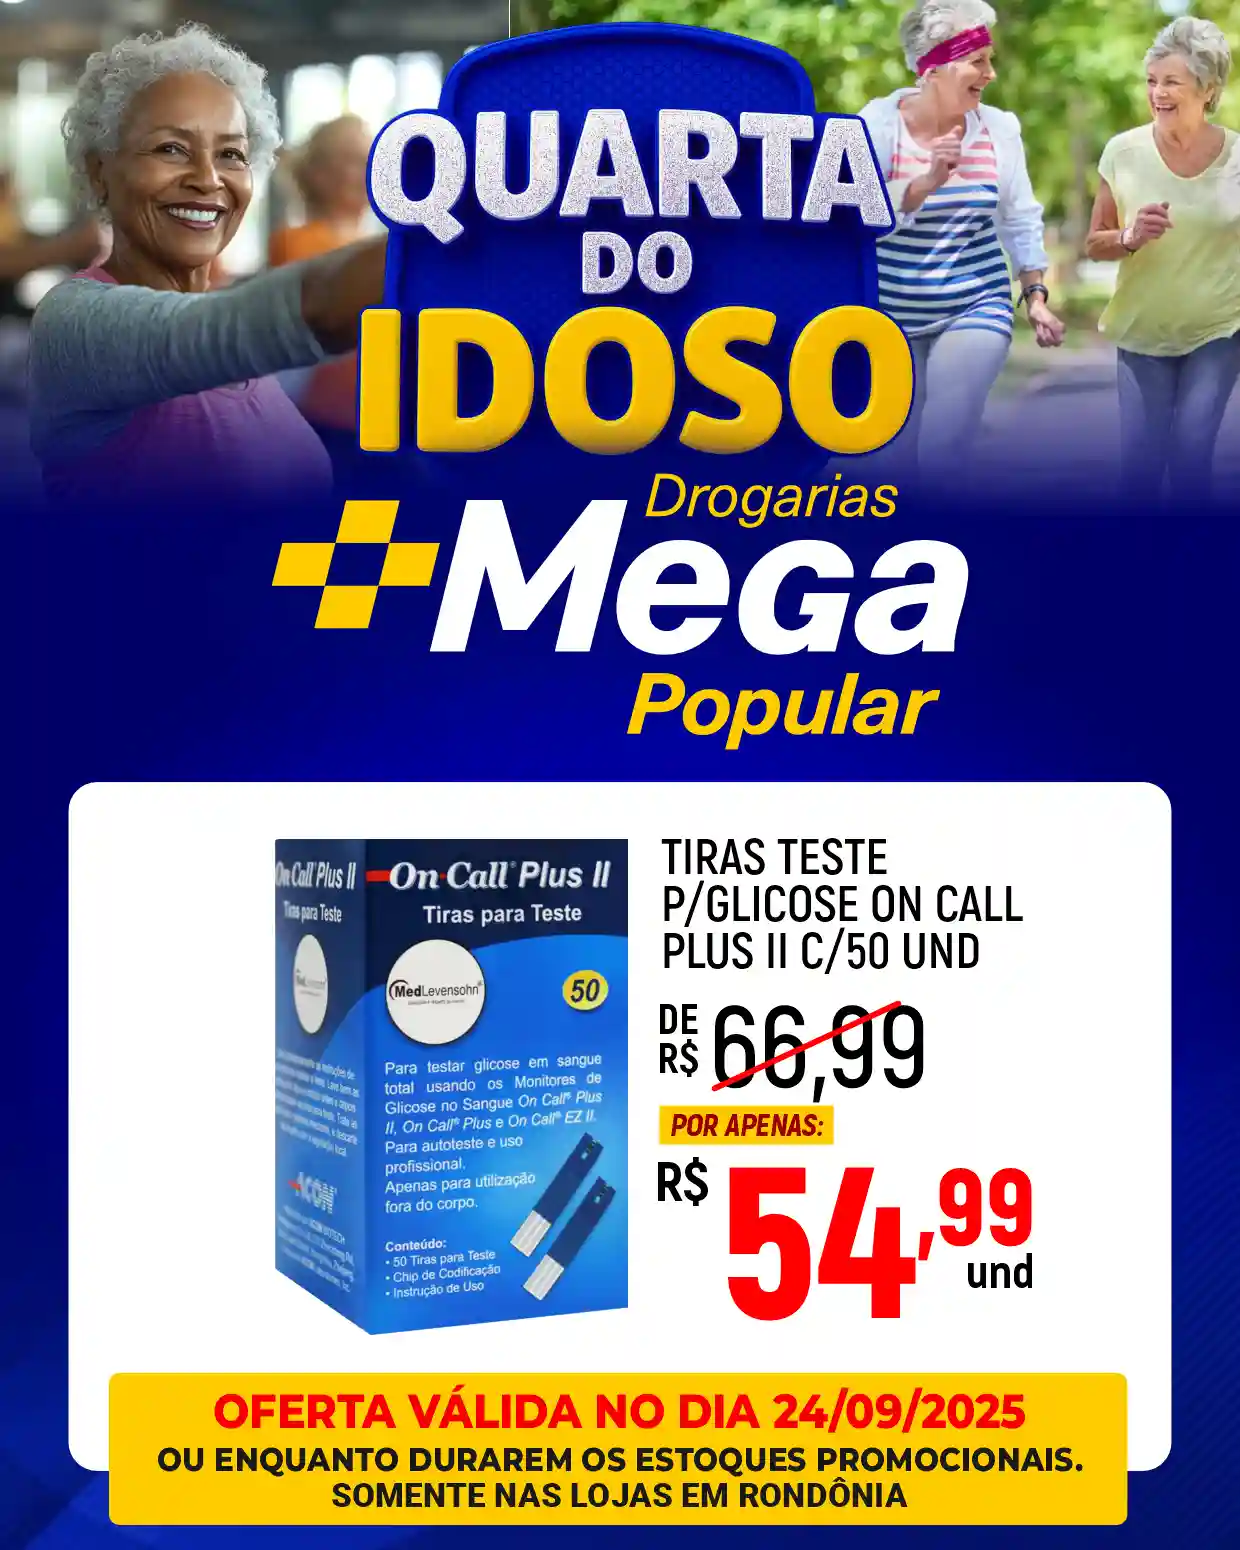 QUARTA
DO
IDOSO
Drogarias
Mega
Popular
On Call Plus II
Tiras para Teste
On Call® Plus II
Tiras para Teste
MedLevensohn®
50
Para testar glicose em sangue
total usando os Monitores de
Glicose no Sangue On Call® Plus
II, On Call® Plus e On Call® EZ II.
Para autoteste e uso
profissional.
Apenas para utilização
fora do corpo.
Conteúdo:
• 50 Tiras para Teste
• Chip de Codificação
• Instrução de Uso
ACON
TIRAS TESTE
P/GLICOSE ON CALL
PLUS II C/50 UND
DE
R$ 66,99
POR APENAS:
R$ 54,99
und
OFERTA VÁLIDA NO DIA 24/09/2025
OU ENQUANTO DURAREM OS ESTOQUES PROMOCIONAIS.
SOMENTE NAS LOJAS EM RONDÔNIA